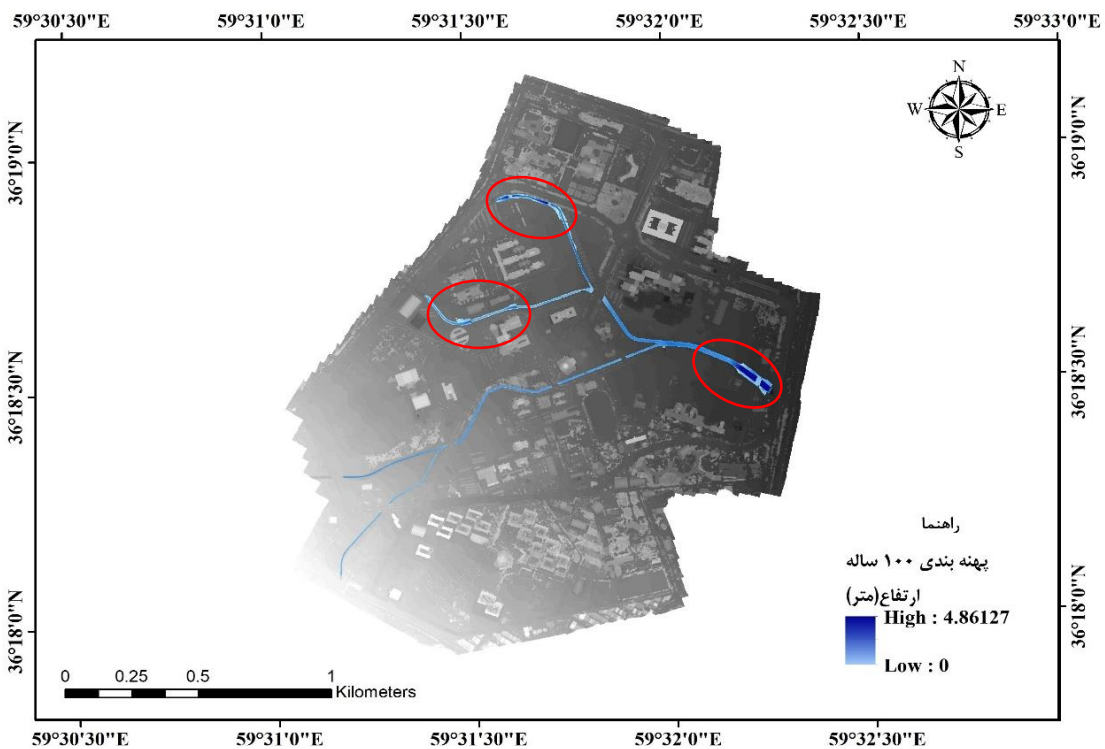 59°30'30"E 59°31'0"E 59°31'30"E 59°32'0"E 59°32'30"E 59°33'0"E
N
W E
S
36°19'0"N 36°19'0"N
36°18'30"N 36°18'30"N
راهنما
پهنه بندی ۱۰۰ ساله
ارتفاع(متر)
High : 4.86127
Low : 0
36°18'0"N 36°18'0"N
0 0.25 0.5 1
Kilometers
59°30'30"E 59°31'0"E 59°31'30"E 59°32'0"E 59°32'30"E